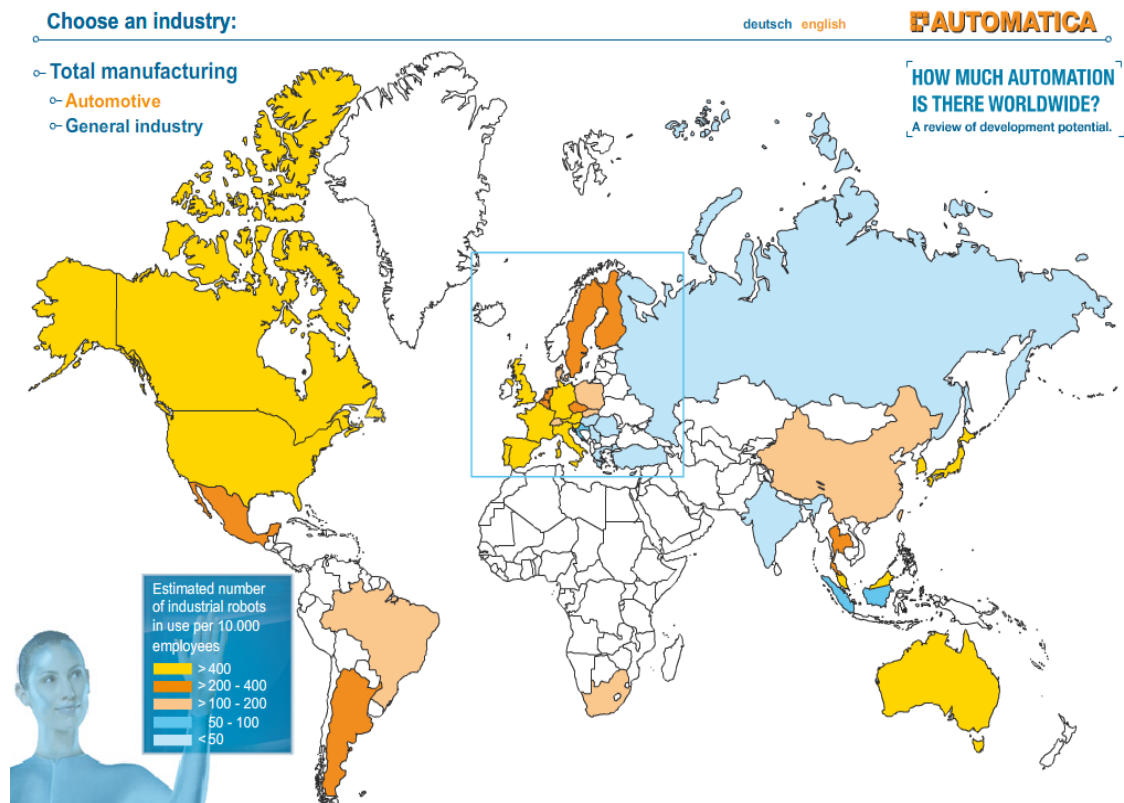 Choose an industry:
deutsch english
AUTOMATICA
Total manufacturing
Automotive
General industry
HOW MUCH AUTOMATION
IS THERE WORLDWIDE?
A review of development potential.
Estimated number
of industrial robots
in use per 10.000
employees
>400
>200 - 400
>100 - 200
50 - 100
<50